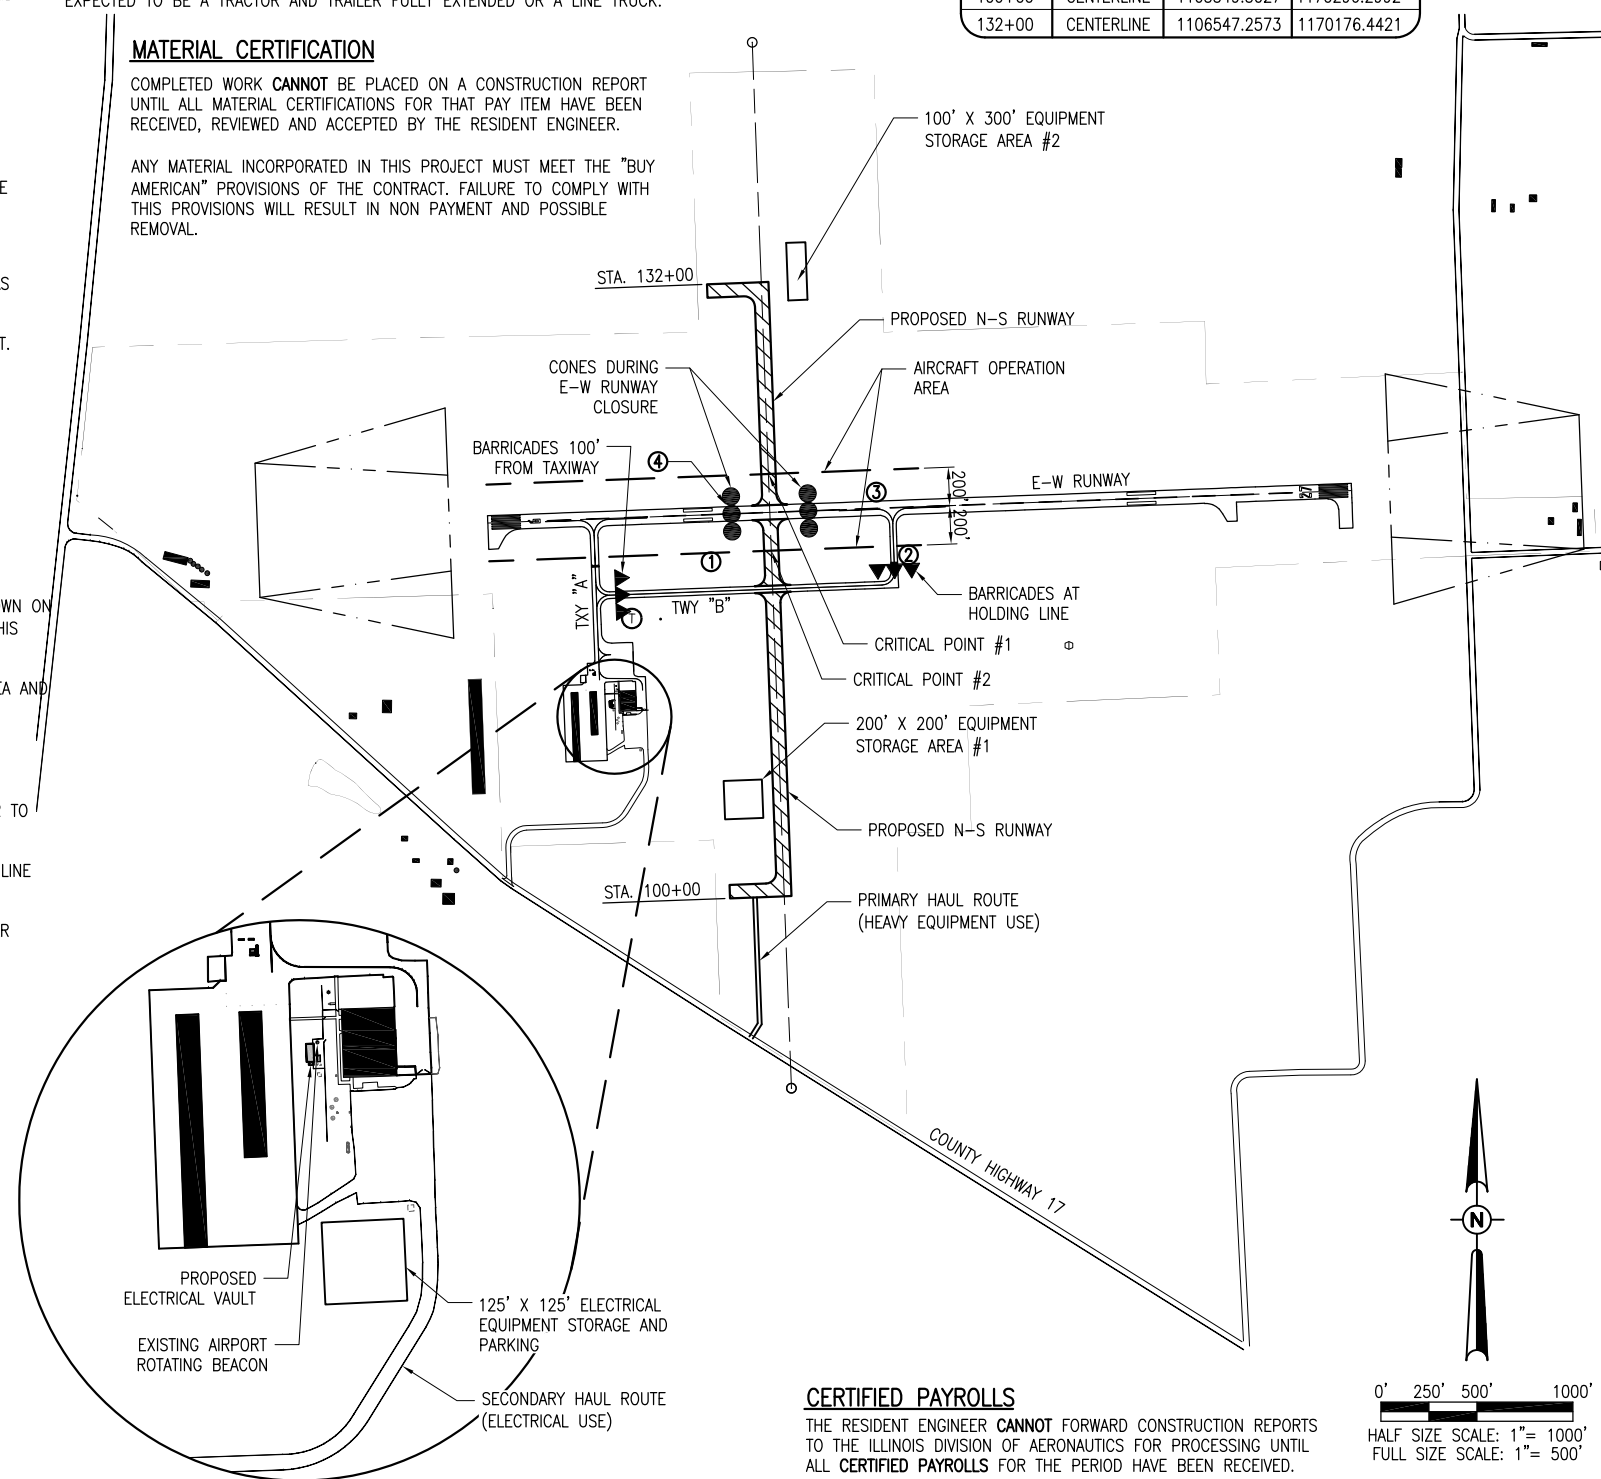 EXPECTED TO BE A TRACTOR AND TRAILER FULLY EXTENDED OR A LINE TRUCK.
132+00 CENTERLINE 1106547.2573 1170176.4421
MATERIAL CERTIFICATION
COMPLETED WORK CANNOT BE PLACED ON A CONSTRUCTION REPORT
UNTIL ALL MATERIAL CERTIFICATIONS FOR THAT PAY ITEM HAVE BEEN
RECEIVED, REVIEWED AND ACCEPTED BY THE RESIDENT ENGINEER.
ANY MATERIAL INCORPORATED IN THIS PROJECT MUST MEET THE "BUY
AMERICAN" PROVISIONS OF THE CONTRACT. FAILURE TO COMPLY WITH
THIS PROVISIONS WILL RESULT IN NON PAYMENT AND POSSIBLE
REMOVAL.
E
AS
T.
OWN ON
HIS
EA AND
R TO
LINE
R
100' X 300' EQUIPMENT
STORAGE AREA #2
STA. 132+00
PROPOSED N-S RUNWAY
CONES DURING
E-W RUNWAY
CLOSURE
AIRCRAFT OPERATION
AREA
BARRICADES 100'
FROM TAXIWAY
4
3
200'
200'
E-W RUNWAY
27
1
2
TXY "A"
TWY "B"
T
BARRICADES AT
HOLDING LINE
CRITICAL POINT #1
CRITICAL POINT #2
200' X 200' EQUIPMENT
STORAGE AREA #1
PROPOSED N-S RUNWAY
STA. 100+00
PRIMARY HAUL ROUTE
(HEAVY EQUIPMENT USE)
COUNTY HIGHWAY 17
PROPOSED
ELECTRICAL VAULT
EXISTING AIRPORT
ROTATING BEACON
125' X 125' ELECTRICAL
EQUIPMENT STORAGE AND
PARKING
SECONDARY HAUL ROUTE
(ELECTRICAL USE)
N
CERTIFIED PAYROLLS
THE RESIDENT ENGINEER CANNOT FORWARD CONSTRUCTION REPORTS
TO THE ILLINOIS DIVISION OF AERONAUTICS FOR PROCESSING UNTIL
ALL CERTIFIED PAYROLLS FOR THE PERIOD HAVE BEEN RECEIVED.
0' 250' 500' 1000'
HALF SIZE SCALE: 1"= 1000'
FULL SIZE SCALE: 1"= 500'